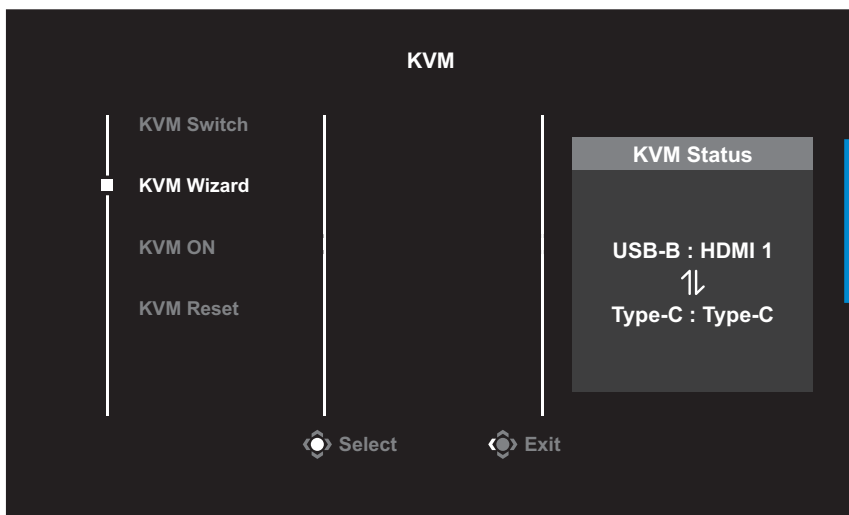 KVM
KVM Switch
KVM Wizard
KVM ON
KVM Reset
KVM Status
USB-B : HDMI 1
Type-C : Type-C
Select
Exit